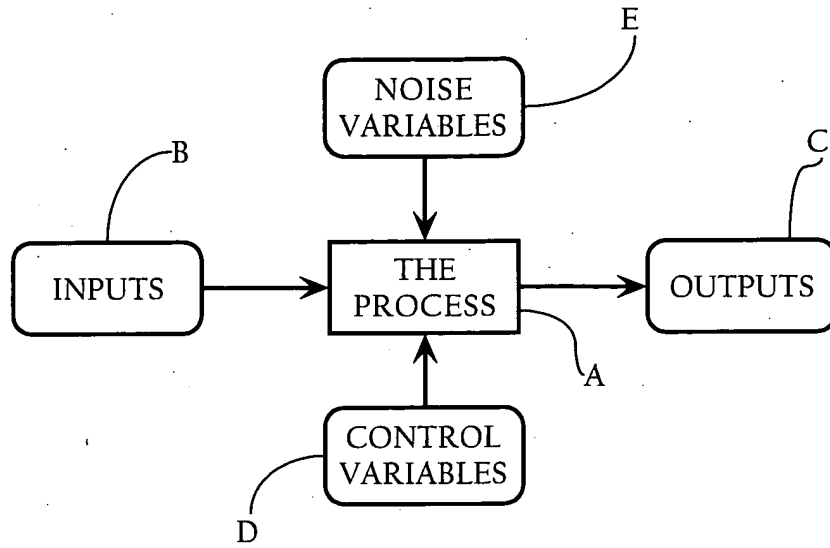 E
NOISE
VARIABLES
B
C
INPUTS
THE
PROCESS
OUTPUTS
A
CONTROL
VARIABLES
D